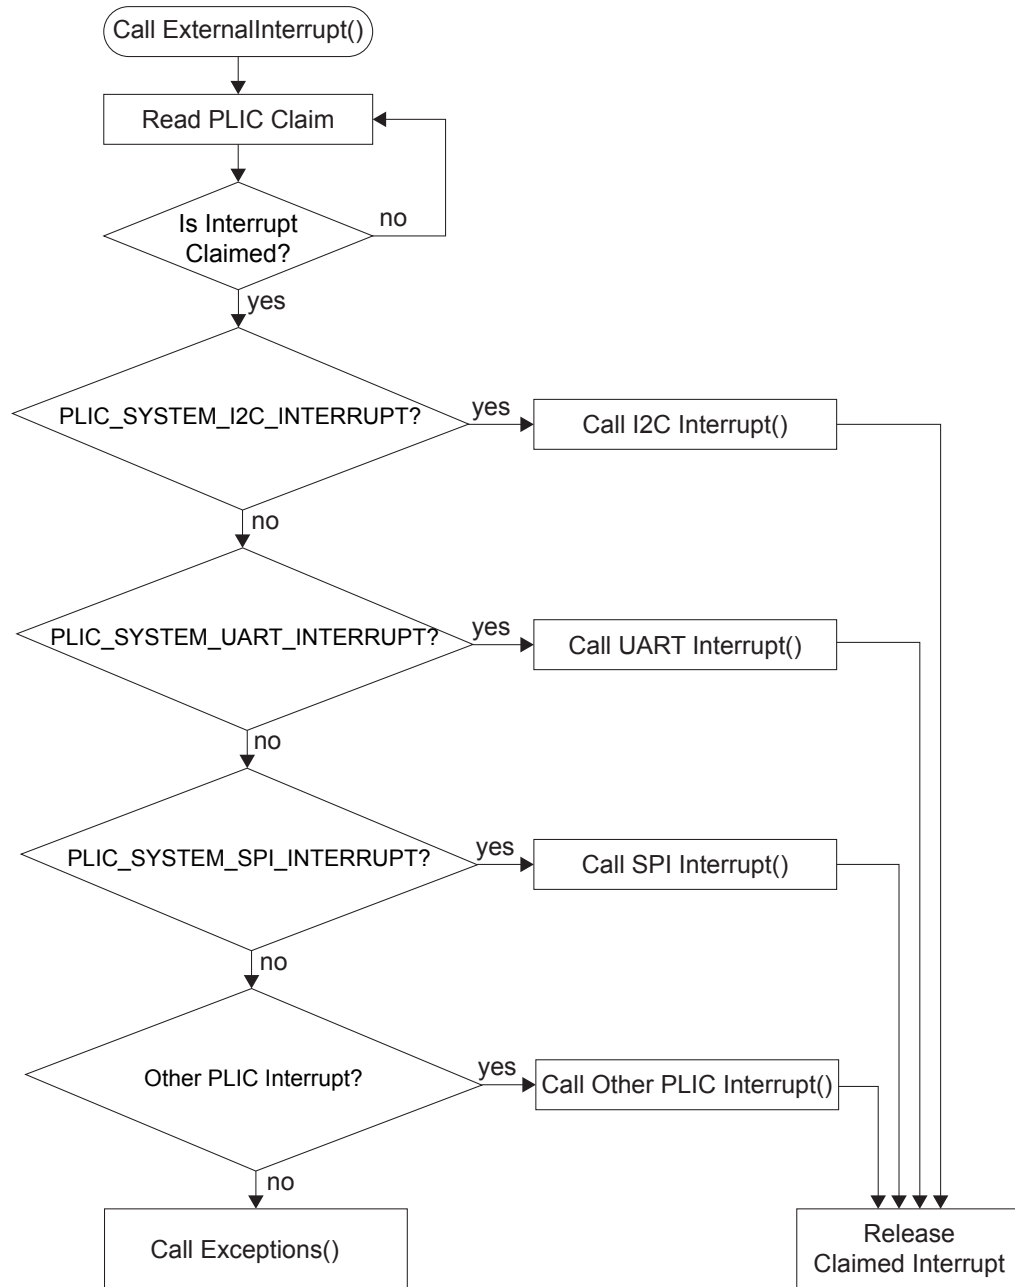 Call ExternalInterrupt()
Read PLIC Claim
Is Interrupt
Claimed?
no
yes
PLIC_SYSTEM_I2C_INTERRUPT?
yes
Call I2C Interrupt()
no
PLIC_SYSTEM_UART_INTERRUPT?
yes
Call UART Interrupt()
no
PLIC_SYSTEM_SPI_INTERRUPT?
yes
Call SPI Interrupt()
no
Other PLIC Interrupt?
yes
Call Other PLIC Interrupt()
no
Call Exceptions()
Release
Claimed Interrupt